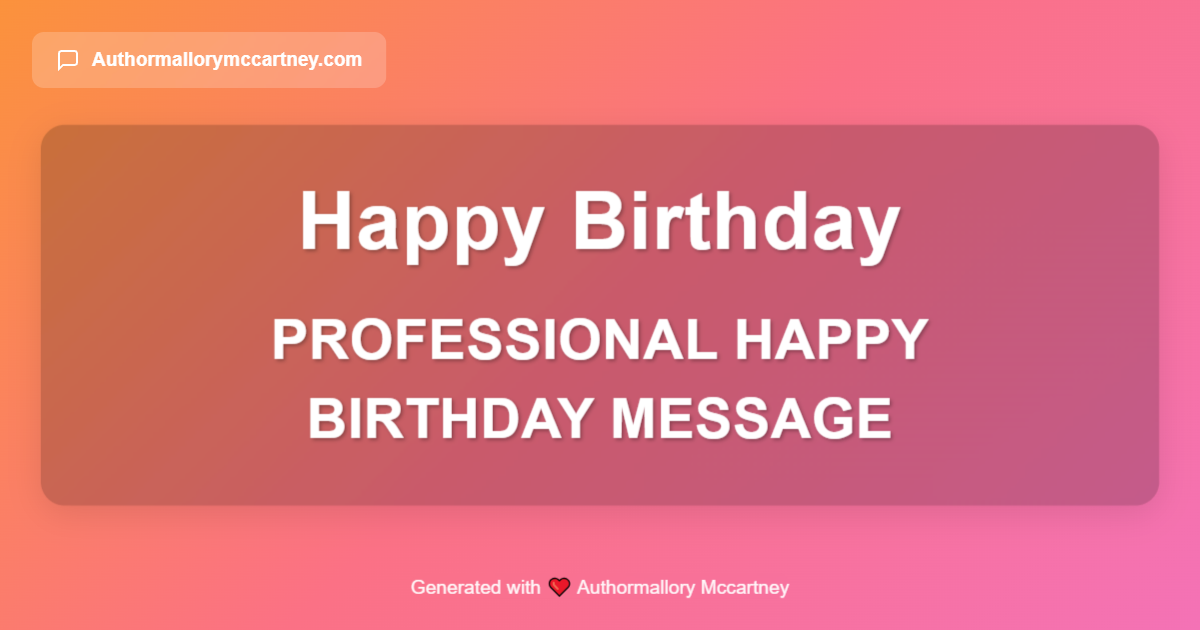 Authormallorymccartney.com
Happy Birthday
PROFESSIONAL HAPPY
BIRTHDAY MESSAGE
Generated with ❤ Authormallory Mccartney